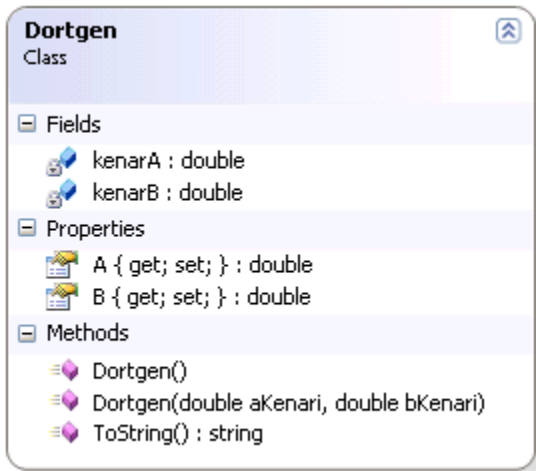 Dortgen
Class
Fields
kenarA : double
kenarB : double
Properties
A { get; set; } : double
B { get; set; } : double
Methods
Dortgen()
Dortgen(double aKenari, double bKenari)
ToString() : string